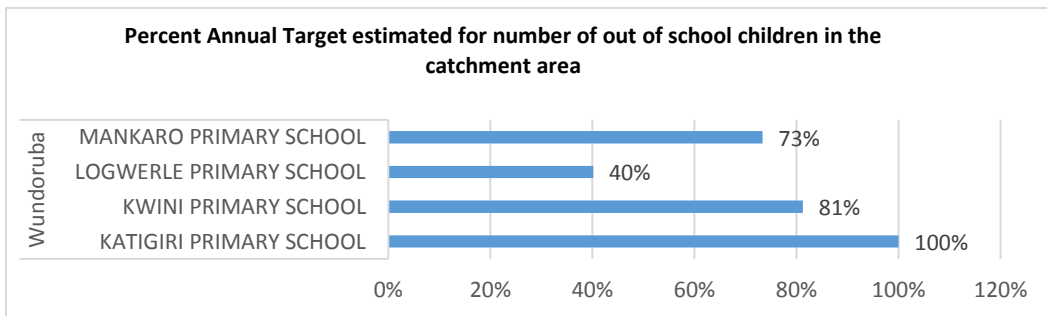 Percent Annual Target estimated for number of out of school children in the
catchment area
Wundoruba
MANKARO PRIMARY SCHOOL 73%
LOGWERLE PRIMARY SCHOOL 40%
KWINI PRIMARY SCHOOL 81%
KATIGIRI PRIMARY SCHOOL 100%
0% 20% 40% 60% 80% 100% 120%